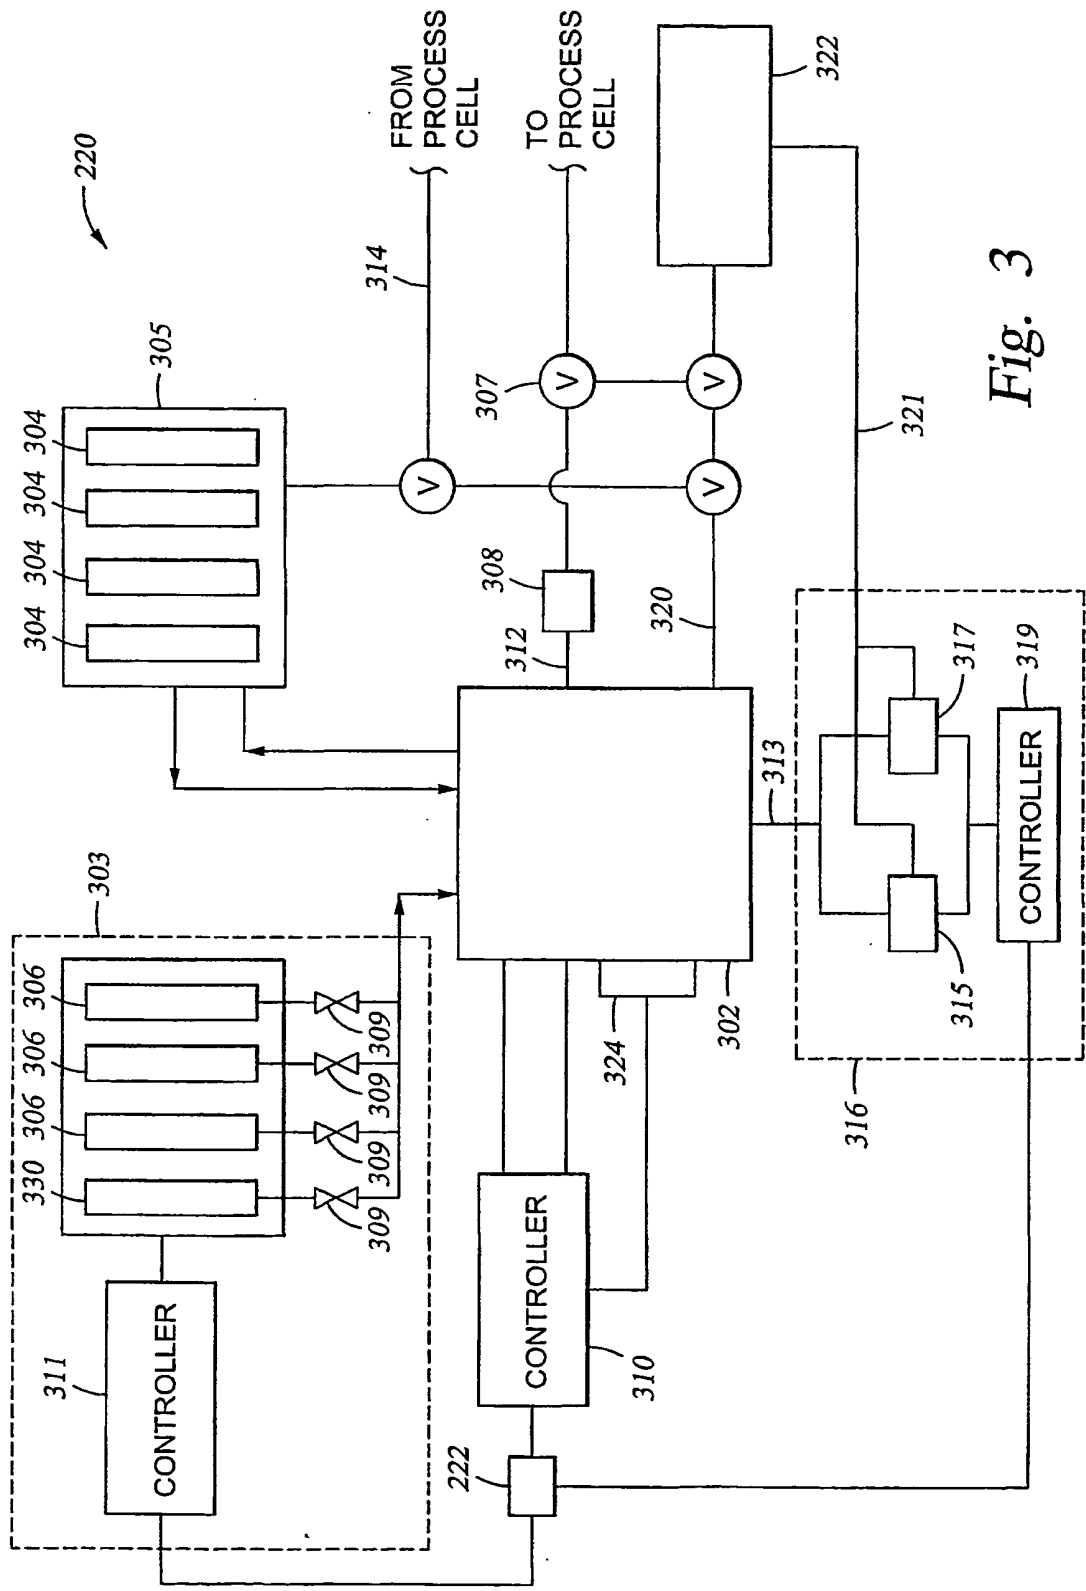 220
FROM
PROCESS
CELL
TO
PROCESS
CELL
314
305
304
304
304
304
307
V
V
V
V
308
312
320
322
321
303
306
306
306
330
309
309
309
309
311
CONTROLLER
302
324
CONTROLLER
310
222
313
317
319
CONTROLLER
315
316
Fig. 3